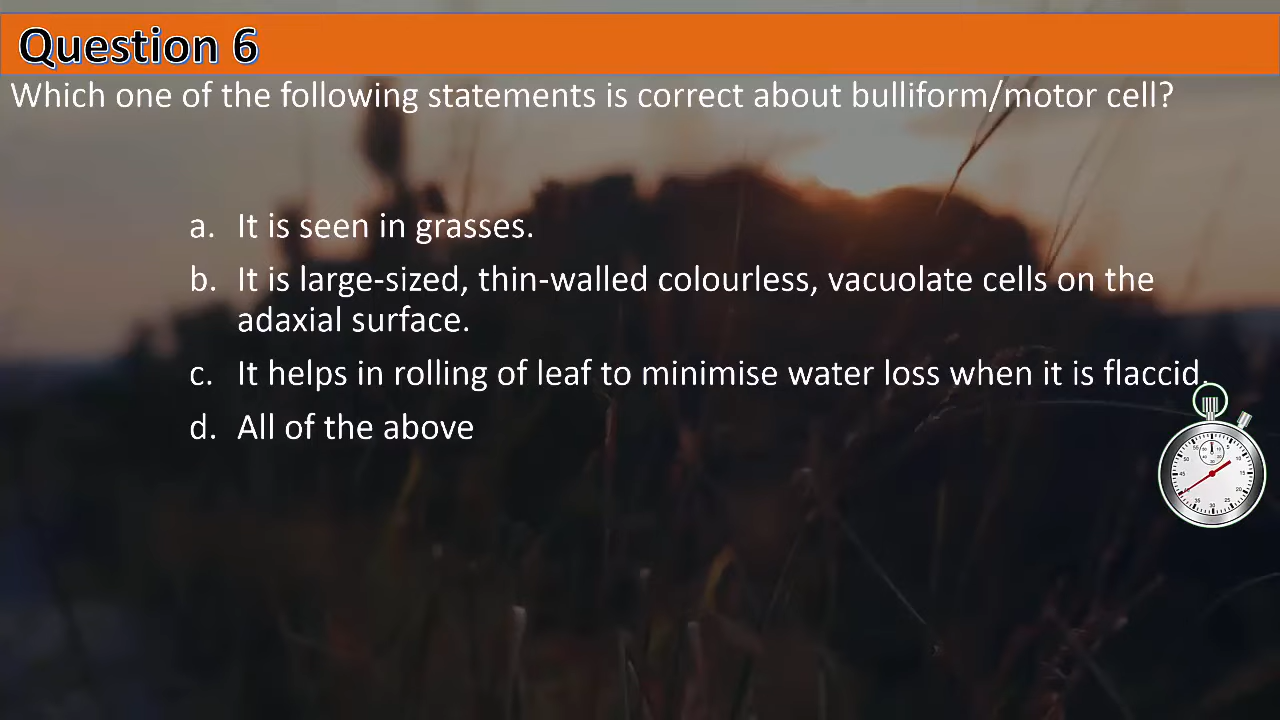 Question 6
Which one of the following statements is correct about bulliform/motor cell?
a. It is seen in grasses.
b. It is large-sized, thin-walled colourless, vacuolate cells on the
adaxial surface.
c. It helps in rolling of leaf to minimise water loss when it is flaccid.
d. All of the above